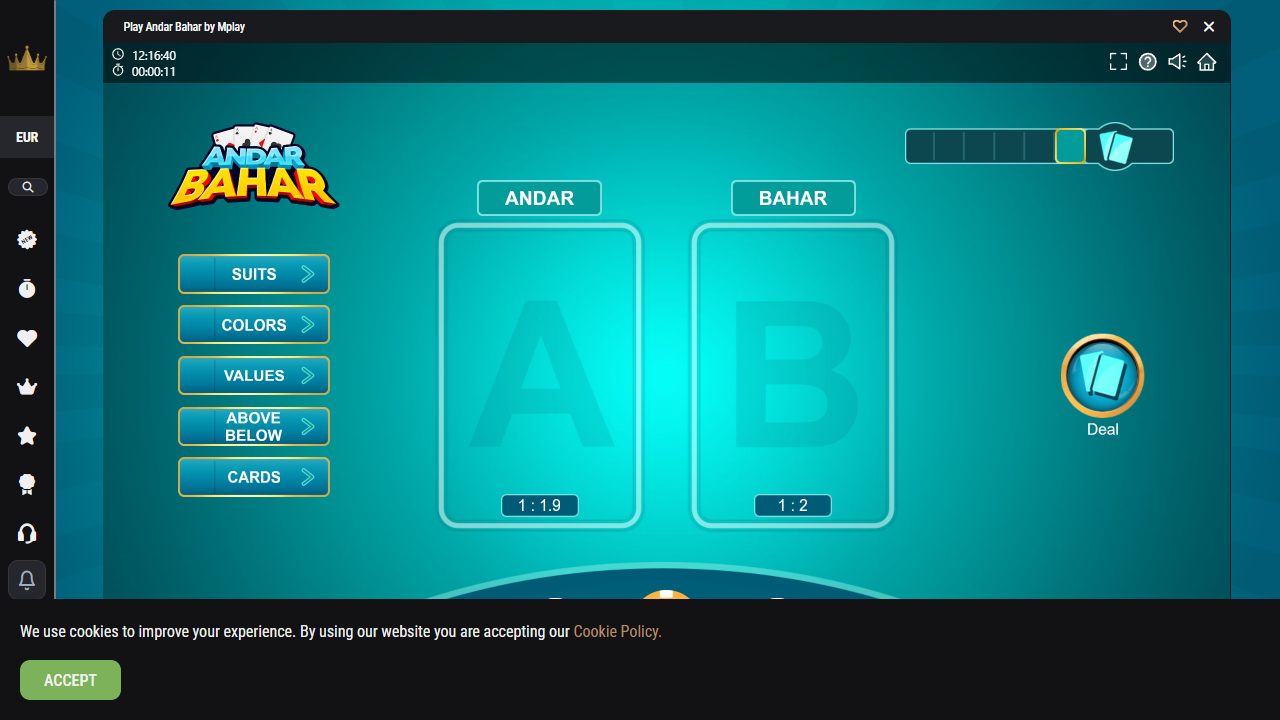 Play Andar Bahar by Mplay
12:16:40
00:00:11
EUR
NEW
ANDAR
BAHAR
ANDAR
BAHAR
SUITS
COLORS
VALUES
ABOVE
BELOW
CARDS
A
B
1 : 1.9
1 : 2
Deal
We use cookies to improve your experience. By using our website you are accepting our Cookie Policy.
ACCEPT